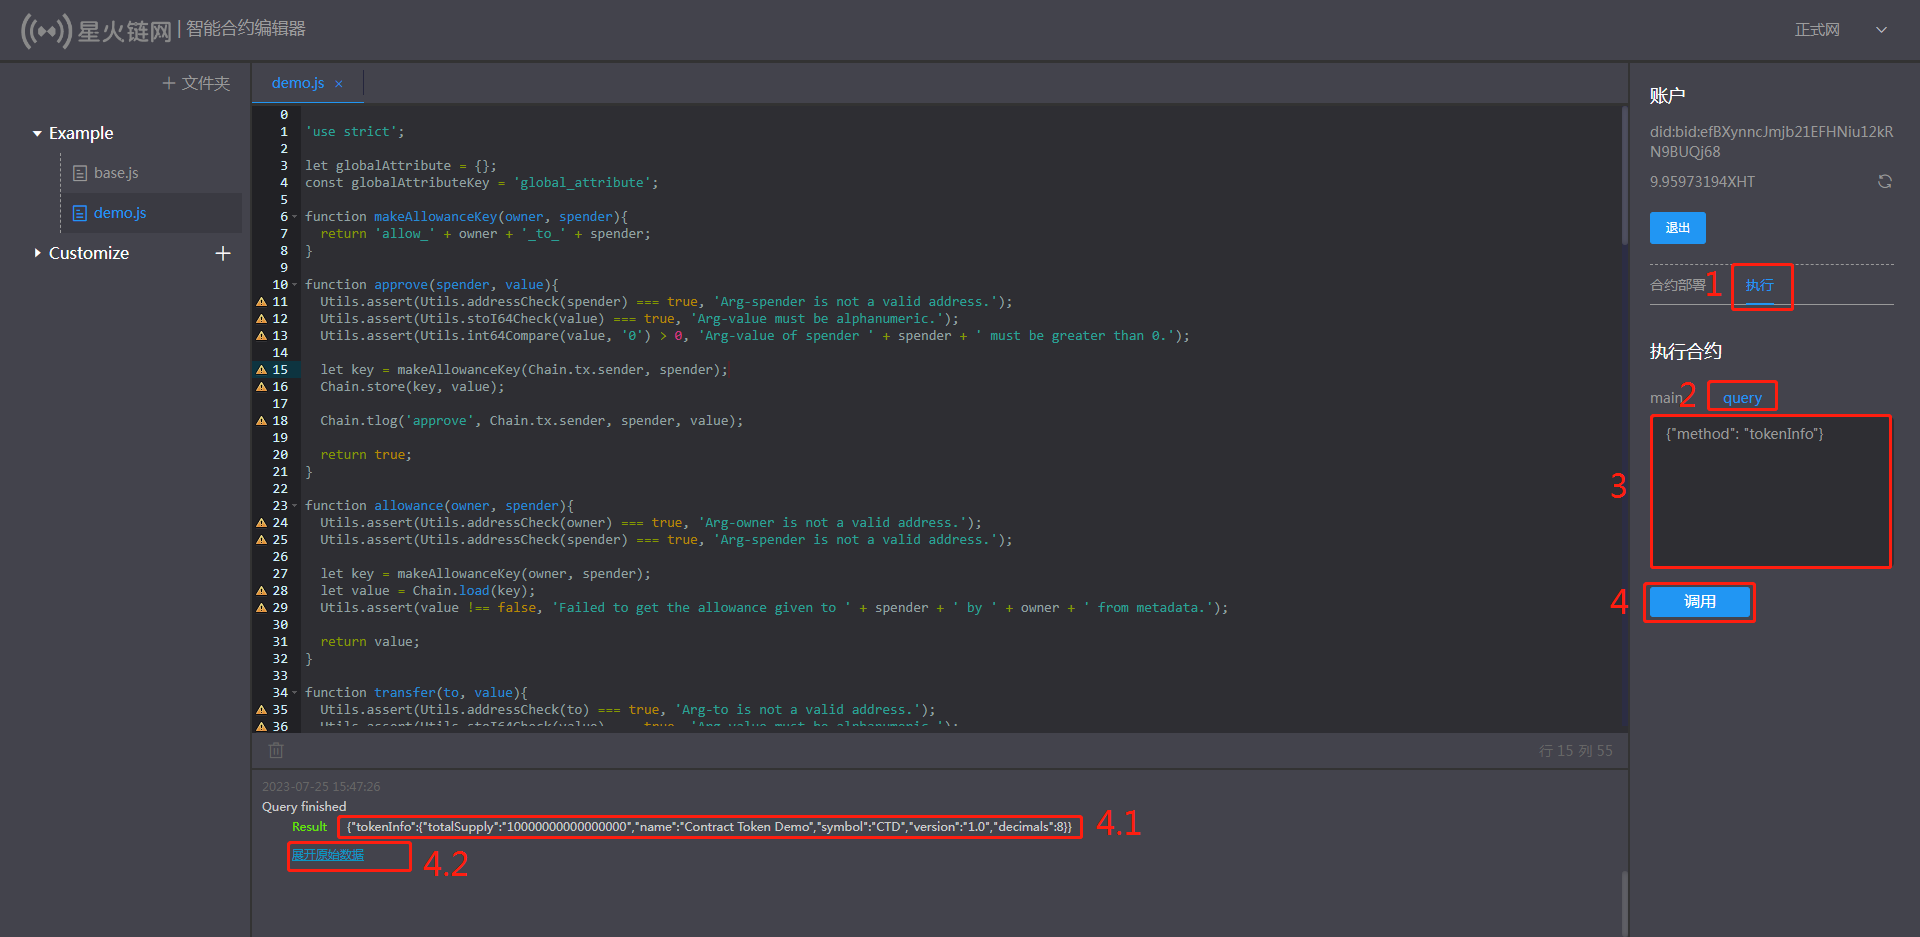 星火链网 | 智能合约编辑器
正式网
文件夹
Example
base.js
demo.js
Customize
demo.js ×
0
1 'use strict';
2
3 let globalAttribute = {};
4 const globalAttributeKey = 'global_attribute';
5
6 function makeAllowanceKey(owner, spender){
7 return 'allow_' + owner + '_to_' + spender;
8 }
9
10 function approve(spender, value){
11 Utils.assert(Utils.addressCheck(spender) === true, 'Arg-spender is not a valid address.');
12 Utils.assert(Utils.stoI64Check(value) === true, 'Arg-value must be alphanumeric.');
13 Utils.assert(Utils.int64Compare(value, '0') > 0, 'Arg-value of spender ' + spender + ' must be greater than 0.');
14
15 let key = makeAllowanceKey(Chain.tx.sender, spender);
16 Chain.store(key, value);
17
18 Chain.tlog('approve', Chain.tx.sender, spender, value);
19
20 return true;
21 }
22
23 function allowance(owner, spender){
24 Utils.assert(Utils.addressCheck(owner) === true, 'Arg-owner is not a valid address.');
25 Utils.assert(Utils.addressCheck(spender) === true, 'Arg-spender is not a valid address.');
26
27 let key = makeAllowanceKey(owner, spender);
28 let value = Chain.load(key);
29 Utils.assert(value !== false, 'Failed to get the allowance given to ' + spender + ' by ' + owner + ' from metadata.');
30
31 return value;
32 }
33
34 function transfer(to, value){
35 Utils.assert(Utils.addressCheck(to) === true, 'Arg-to is not a valid address.');
36 Utils.assert(Utils.stoI64Check(value) === true, 'Arg-value must be alphanumeric.');
行 15 列 55
2023-07-25 15:47:26
Query finished
Result {"tokenInfo":{"totalSupply":"10000000000000000","name":"Contract Token Demo","symbol":"CTD","version":"1.0","decimals":8}}
4.1
展开原始数据
4.2
账户
did:bid:efBXynncJmjb21EFHNiu12kR
N9BUQj68
9.95973194XHT
退出
合约部署 1 执行
执行合约
main 2 query
{"method": "tokenInfo"}
3
4 调用